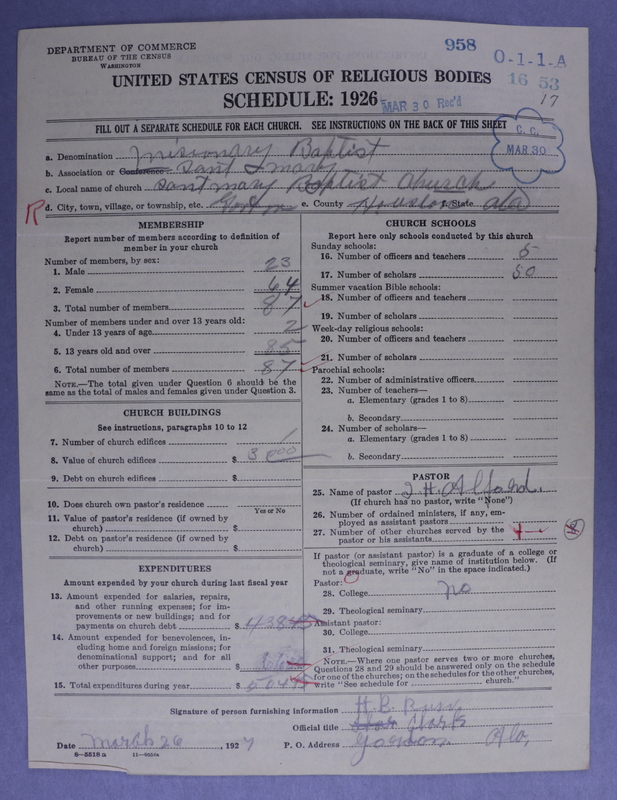 DEPARTMENT OF COMMERCE
BUREAU OF THE CENSUS
WASHINGTON
958
0-1-1-A
16 53
17
UNITED STATES CENSUS OF RELIGIOUS BODIES
SCHEDULE: 1926
MAR 30 Rec'd
FILL OUT A SEPARATE SCHEDULE FOR EACH CHURCH. SEE INSTRUCTIONS ON THE BACK OF THIS SHEET
C. C.
MAR 30
a. Denomination Missionry Baptist
b. Association or Conference Saint mary
c. Local name of church Saint mary Baptist Church
R d. City, town, village, or township, etc. e. County Houston f. State ala
MEMBERSHIP
Report number of members according to definition of
member in your church
Number of members, by sex:
1. Male 23
2. Female 64
3. Total number of members 87
Number of members under and over 13 years old:
4. Under 13 years of age 2
5. 13 years old and over 85
6. Total number of members 87
NOTE.—The total given under Question 6 should be the
same as the total of males and females given under Question 3.
CHURCH BUILDINGS
See instructions, paragraphs 10 to 12
7. Number of church edifices 1
8. Value of church edifices $ 3000
9. Debt on church edifices $
10. Does church own pastor's residence
Yes or No
11. Value of pastor's residence (if owned by
church) $
12. Debt on pastor's residence (if owned by
church) $
EXPENDITURES
Amount expended by your church during last fiscal year
13. Amount expended for salaries, repairs,
and other running expenses; for im-
provements or new buildings; and for
payments on church debt $
14. Amount expended for benevolences, in-
cluding home and foreign missions; for
denominational support; and for all
other purposes $
15. Total expenditures during year $
CHURCH SCHOOLS
Report here only schools conducted by this church
Sunday schools:
16. Number of officers and teachers 5
17. Number of scholars 50
Summer vacation Bible schools:
18. Number of officers and teachers
19. Number of scholars
Week-day religious schools:
20. Number of officers and teachers
21. Number of scholars
Parochial schools:
22. Number of administrative officers
23. Number of teachers—
a. Elementary (grades 1 to 8)
b. Secondary
24. Number of scholars—
a. Elementary (grades 1 to 8)
b. Secondary
PASTOR
25. Name of pastor J. H. Alford.
(If church has no pastor, write "None")
26. Number of ordained ministers, if any, em-
ployed as assistant pastors
27. Number of other churches served by the
pastor or his assistants
If pastor (or assistant pastor) is a graduate of a college or
theological seminary, give name of institution below. (If
not a graduate, write "No" in the space indicated.)
Pastor:
28. College no
29. Theological seminary
Assistant pastor:
30. College
31. Theological seminary
NOTE.—Where one pastor serves two or more churches,
Questions 28 and 29 should be answered only on the schedule
for one of the churches; on the schedules for the other churches,
write "See schedule for church."
Signature of person furnishing information H. B.
Official title Clark
Date March 26, 1927 P. O. Address Gordon Ala,
8-5518 a